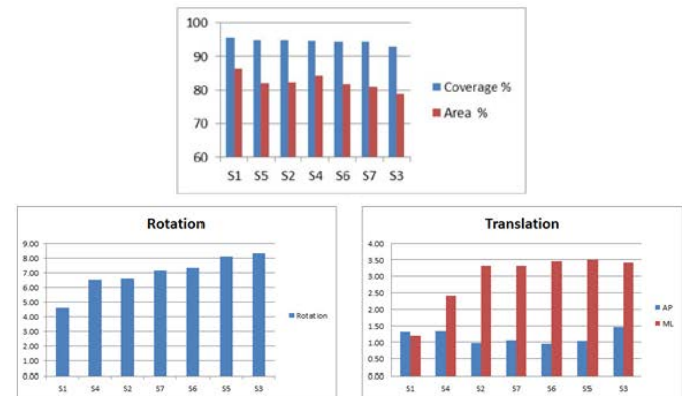 100
90
80
70
60
S1 S5 S2 S4 S6 S7 S3
Coverage %
Area %
Rotation
9.00
8.00
7.00
6.00
5.00
4.00
3.00
2.00
1.00
0.00
S1 S4 S2 S7 S6 S5 S3
Rotation
Translation
4.00
3.50
3.00
2.50
2.00
1.50
1.00
0.50
0.00
S1 S4 S2 S7 S6 S5 S3
AP
ML